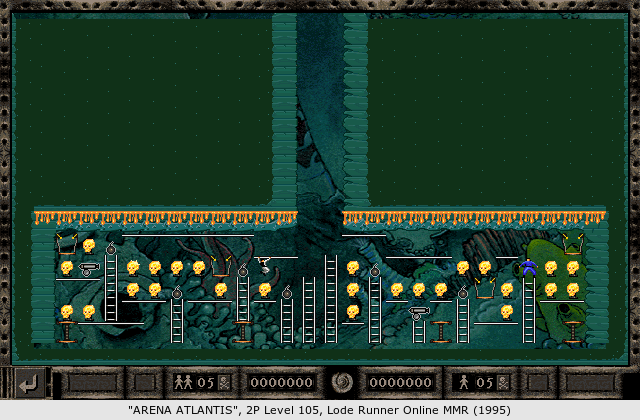 05 0000000 0000000 05
"ARENA ATLANTIS", 2P Level 105, Lode Runner Online MMR (1995)